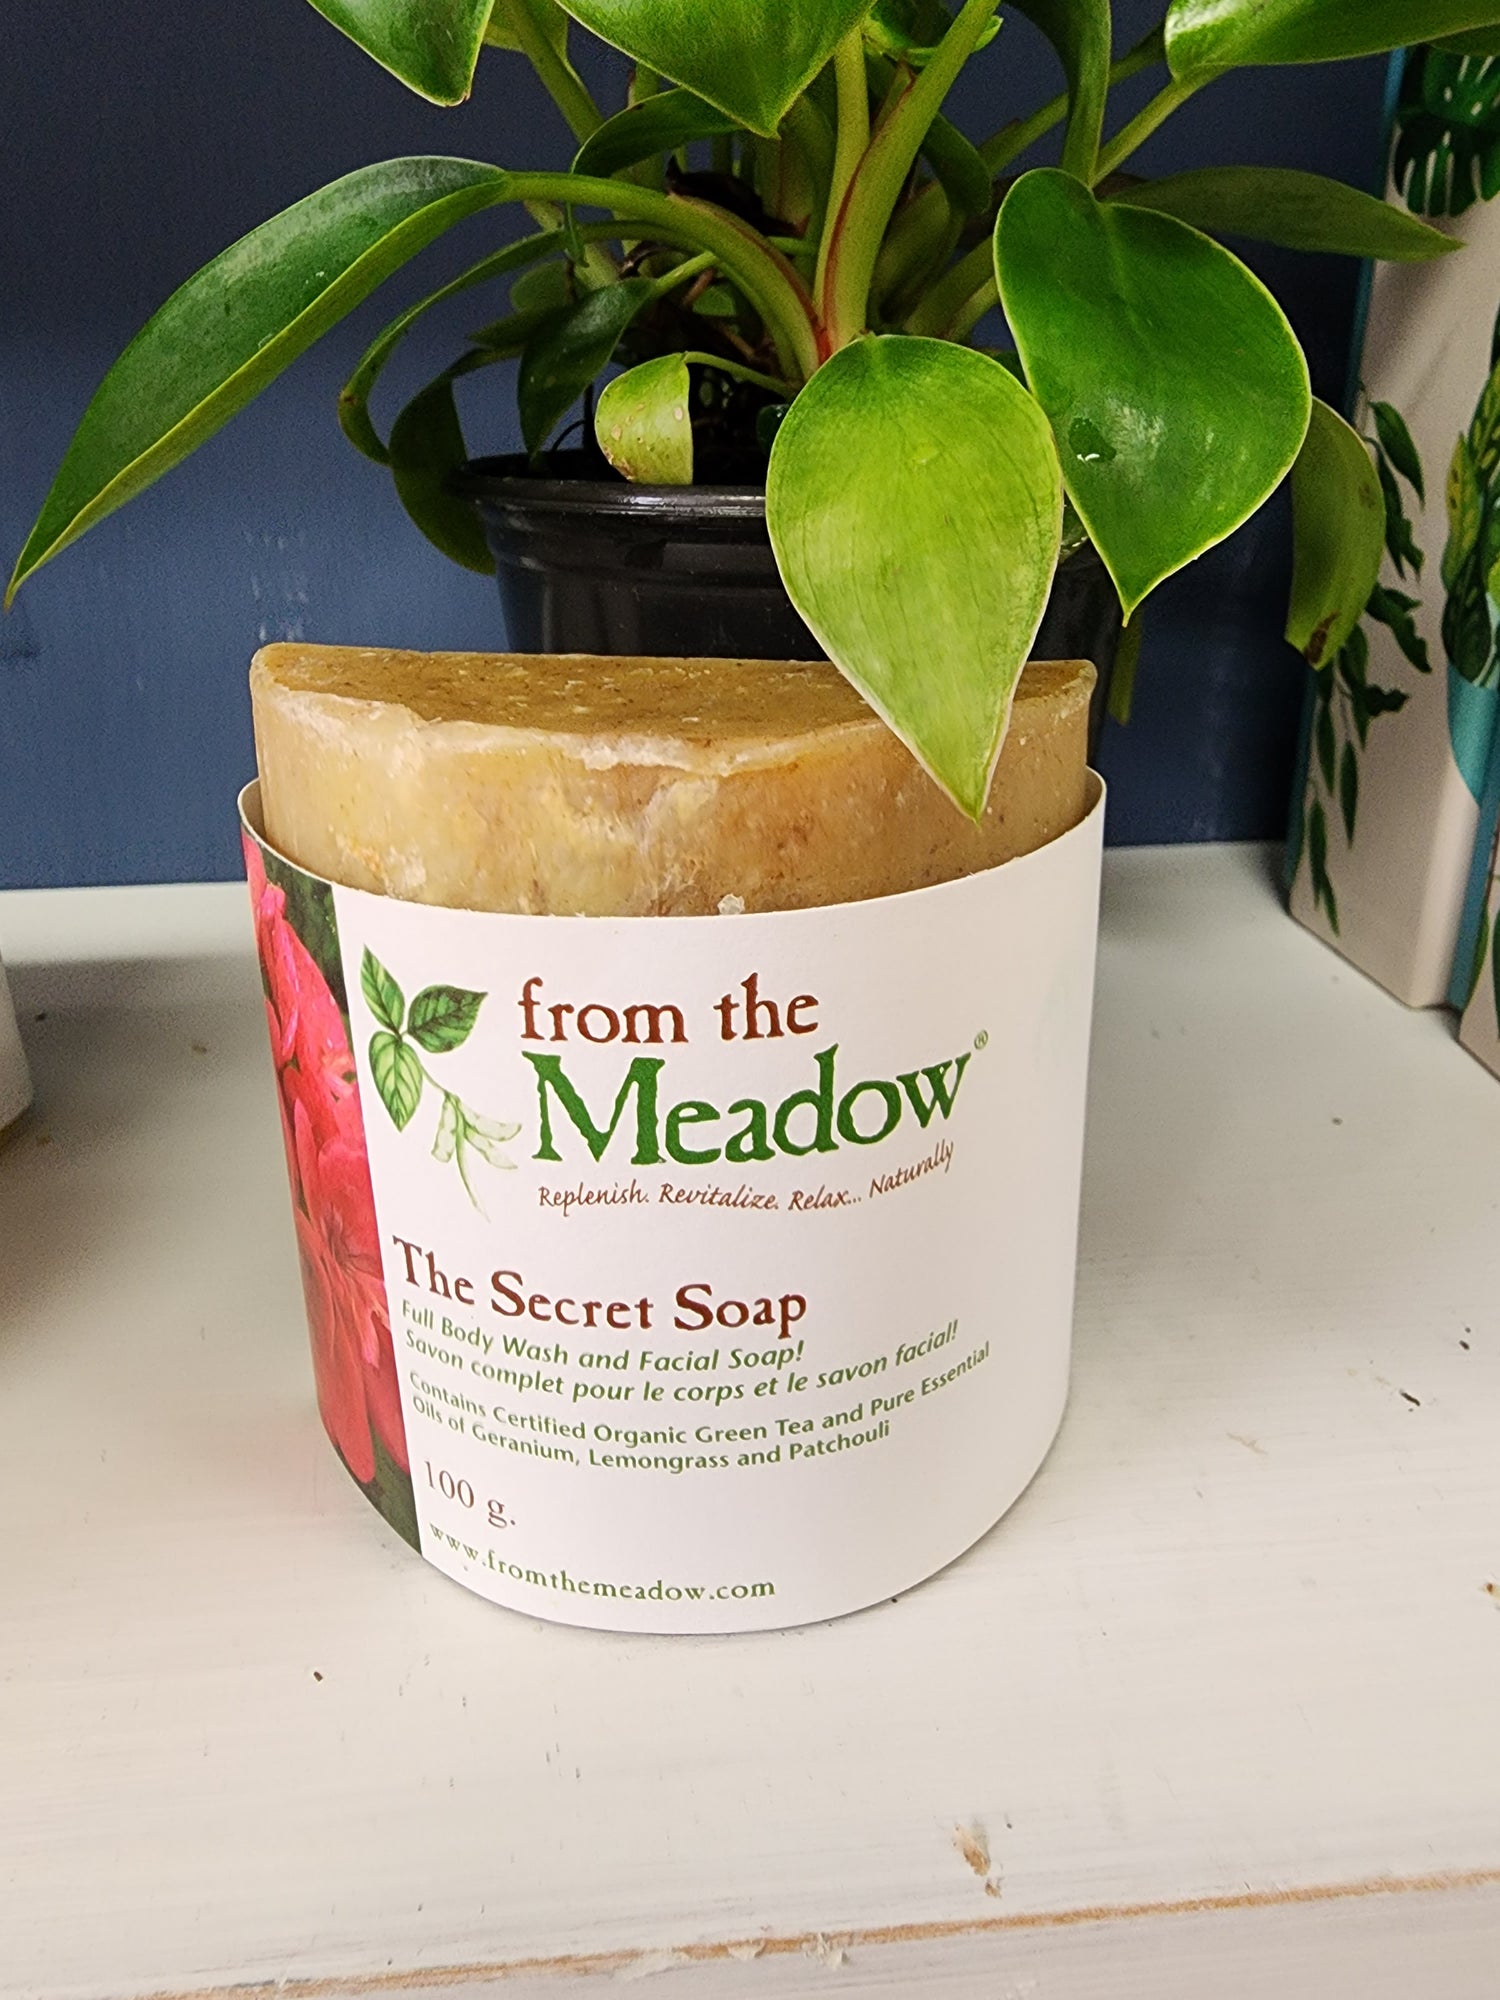 from the
Meadow®
Replenish. Revitalize. Relax... Naturally
The Secret Soap
Full Body Wash and Facial Soap!
Savon complet pour le corps et le savon facial!
Contains Certified Organic Green Tea and Pure Essential
Oils of Geranium, Lemongrass and Patchouli
100 g.
www.fromthemeadow.com